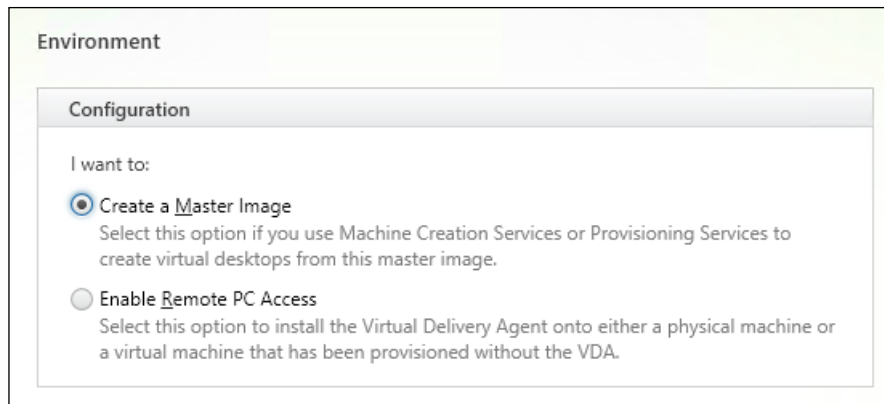 Environment
Configuration
I want to:
Create a Master Image
Select this option if you use Machine Creation Services or Provisioning Services to
create virtual desktops from this master image.
Enable Remote PC Access
Select this option to install the Virtual Delivery Agent onto either a physical machine or
a virtual machine that has been provisioned without the VDA.